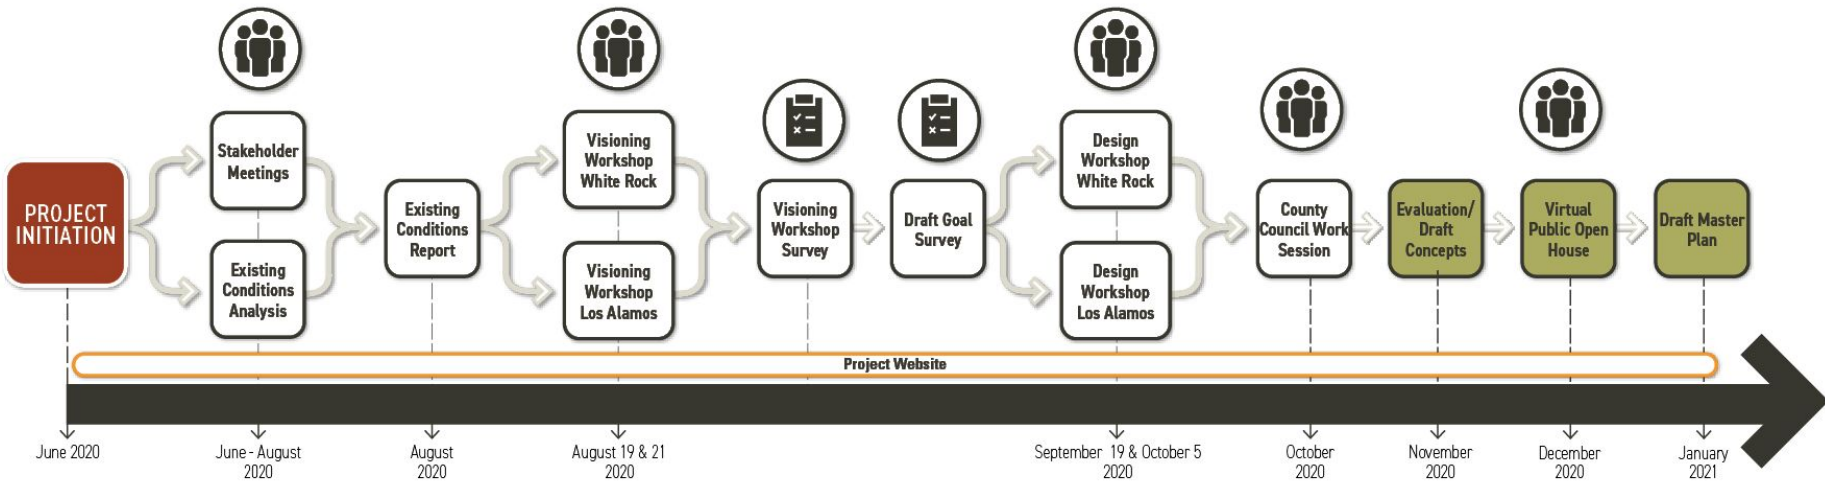 PROJECT
INITIATION
Stakeholder
Meetings
Existing
Conditions
Analysis
Existing
Conditions
Report
Visioning
Workshop
White Rock
Visioning
Workshop
Los Alamos
Visioning
Workshop
Survey
Draft Goal
Survey
Design
Workshop
White Rock
Design
Workshop
Los Alamos
County
Council Work
Session
Evaluation/
Draft
Concepts
Virtual
Public Open
House
Draft Master
Plan
Project Website
June 2020
June - August
2020
August
2020
August 19 & 21
2020
September 19 & October 5
2020
October
2020
November
2020
December
2020
January
2021